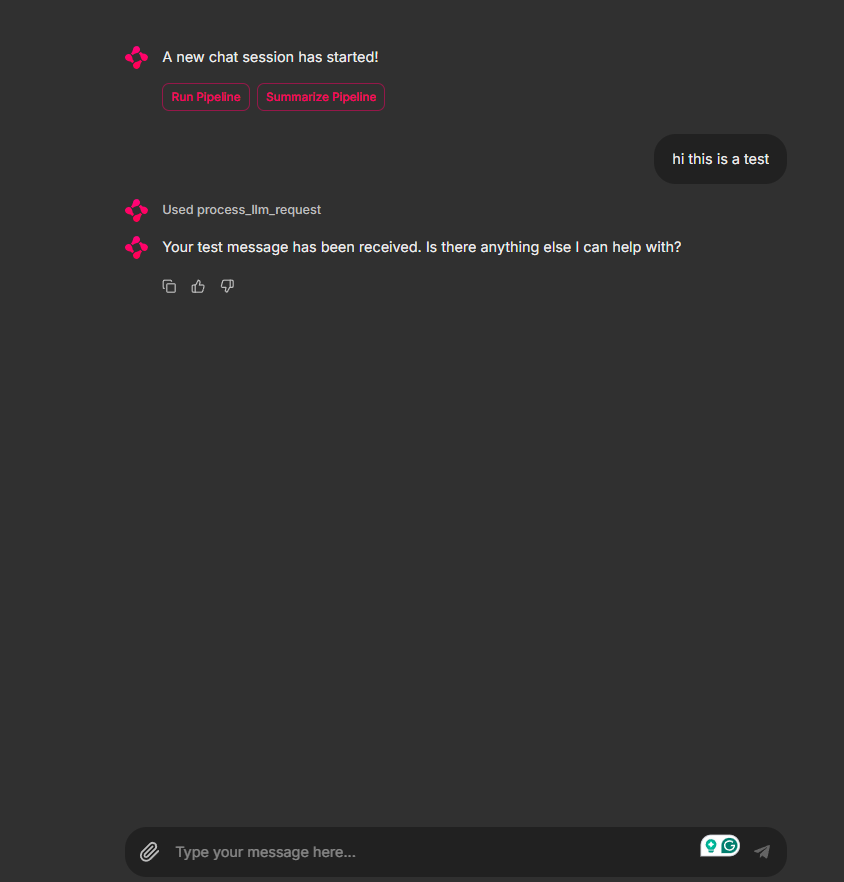 A new chat session has started!
Run Pipeline Summarize Pipeline
hi this is a test
Used process_llm_request
Your test message has been received. Is there anything else I can help with?
Type your message here...